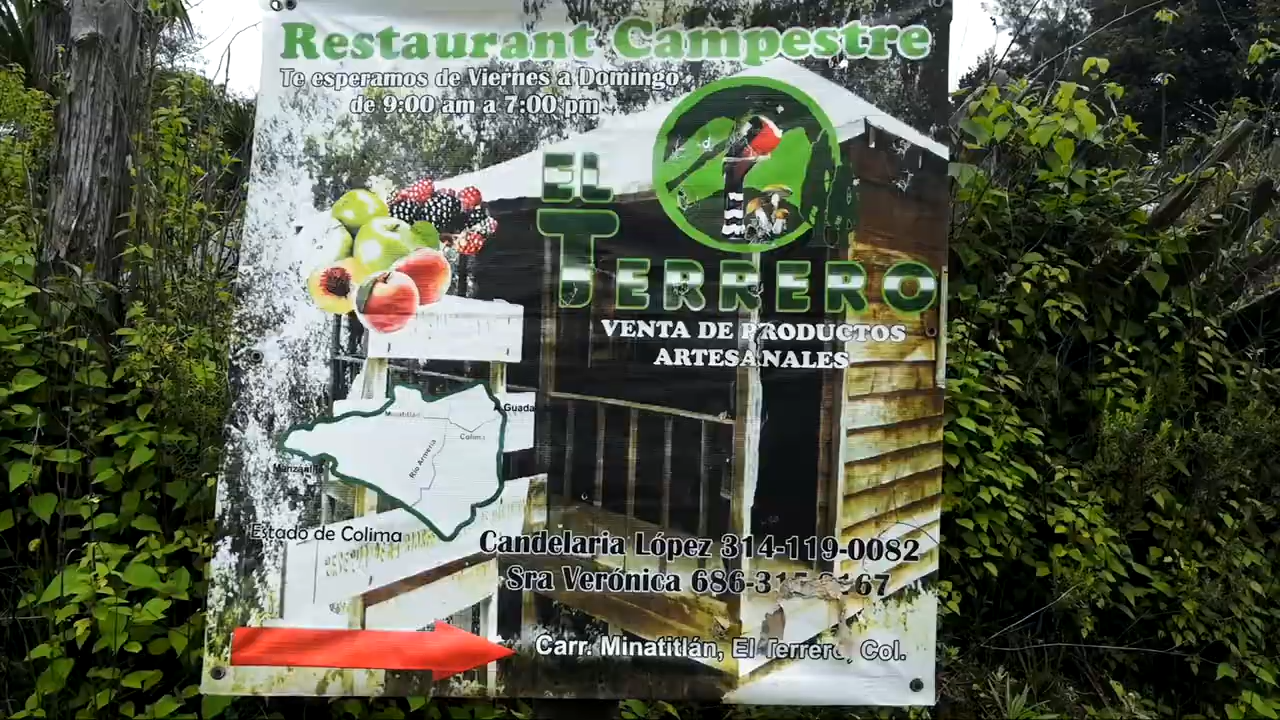 Restaurant Campestre
Te esperamos de Viernes a Domingo
de 9:00 am a 7:00 pm
EL
TERRERO
VENTA DE PRODUCTOS
ARTESANALES
Minatitlán
Guada
Colima
Rio Armería
Manzanillo
Estado de Colima
Candelaria López 314-119-0082
Sra Verónica
Carr. Minatitlán, El Terrero, Col.